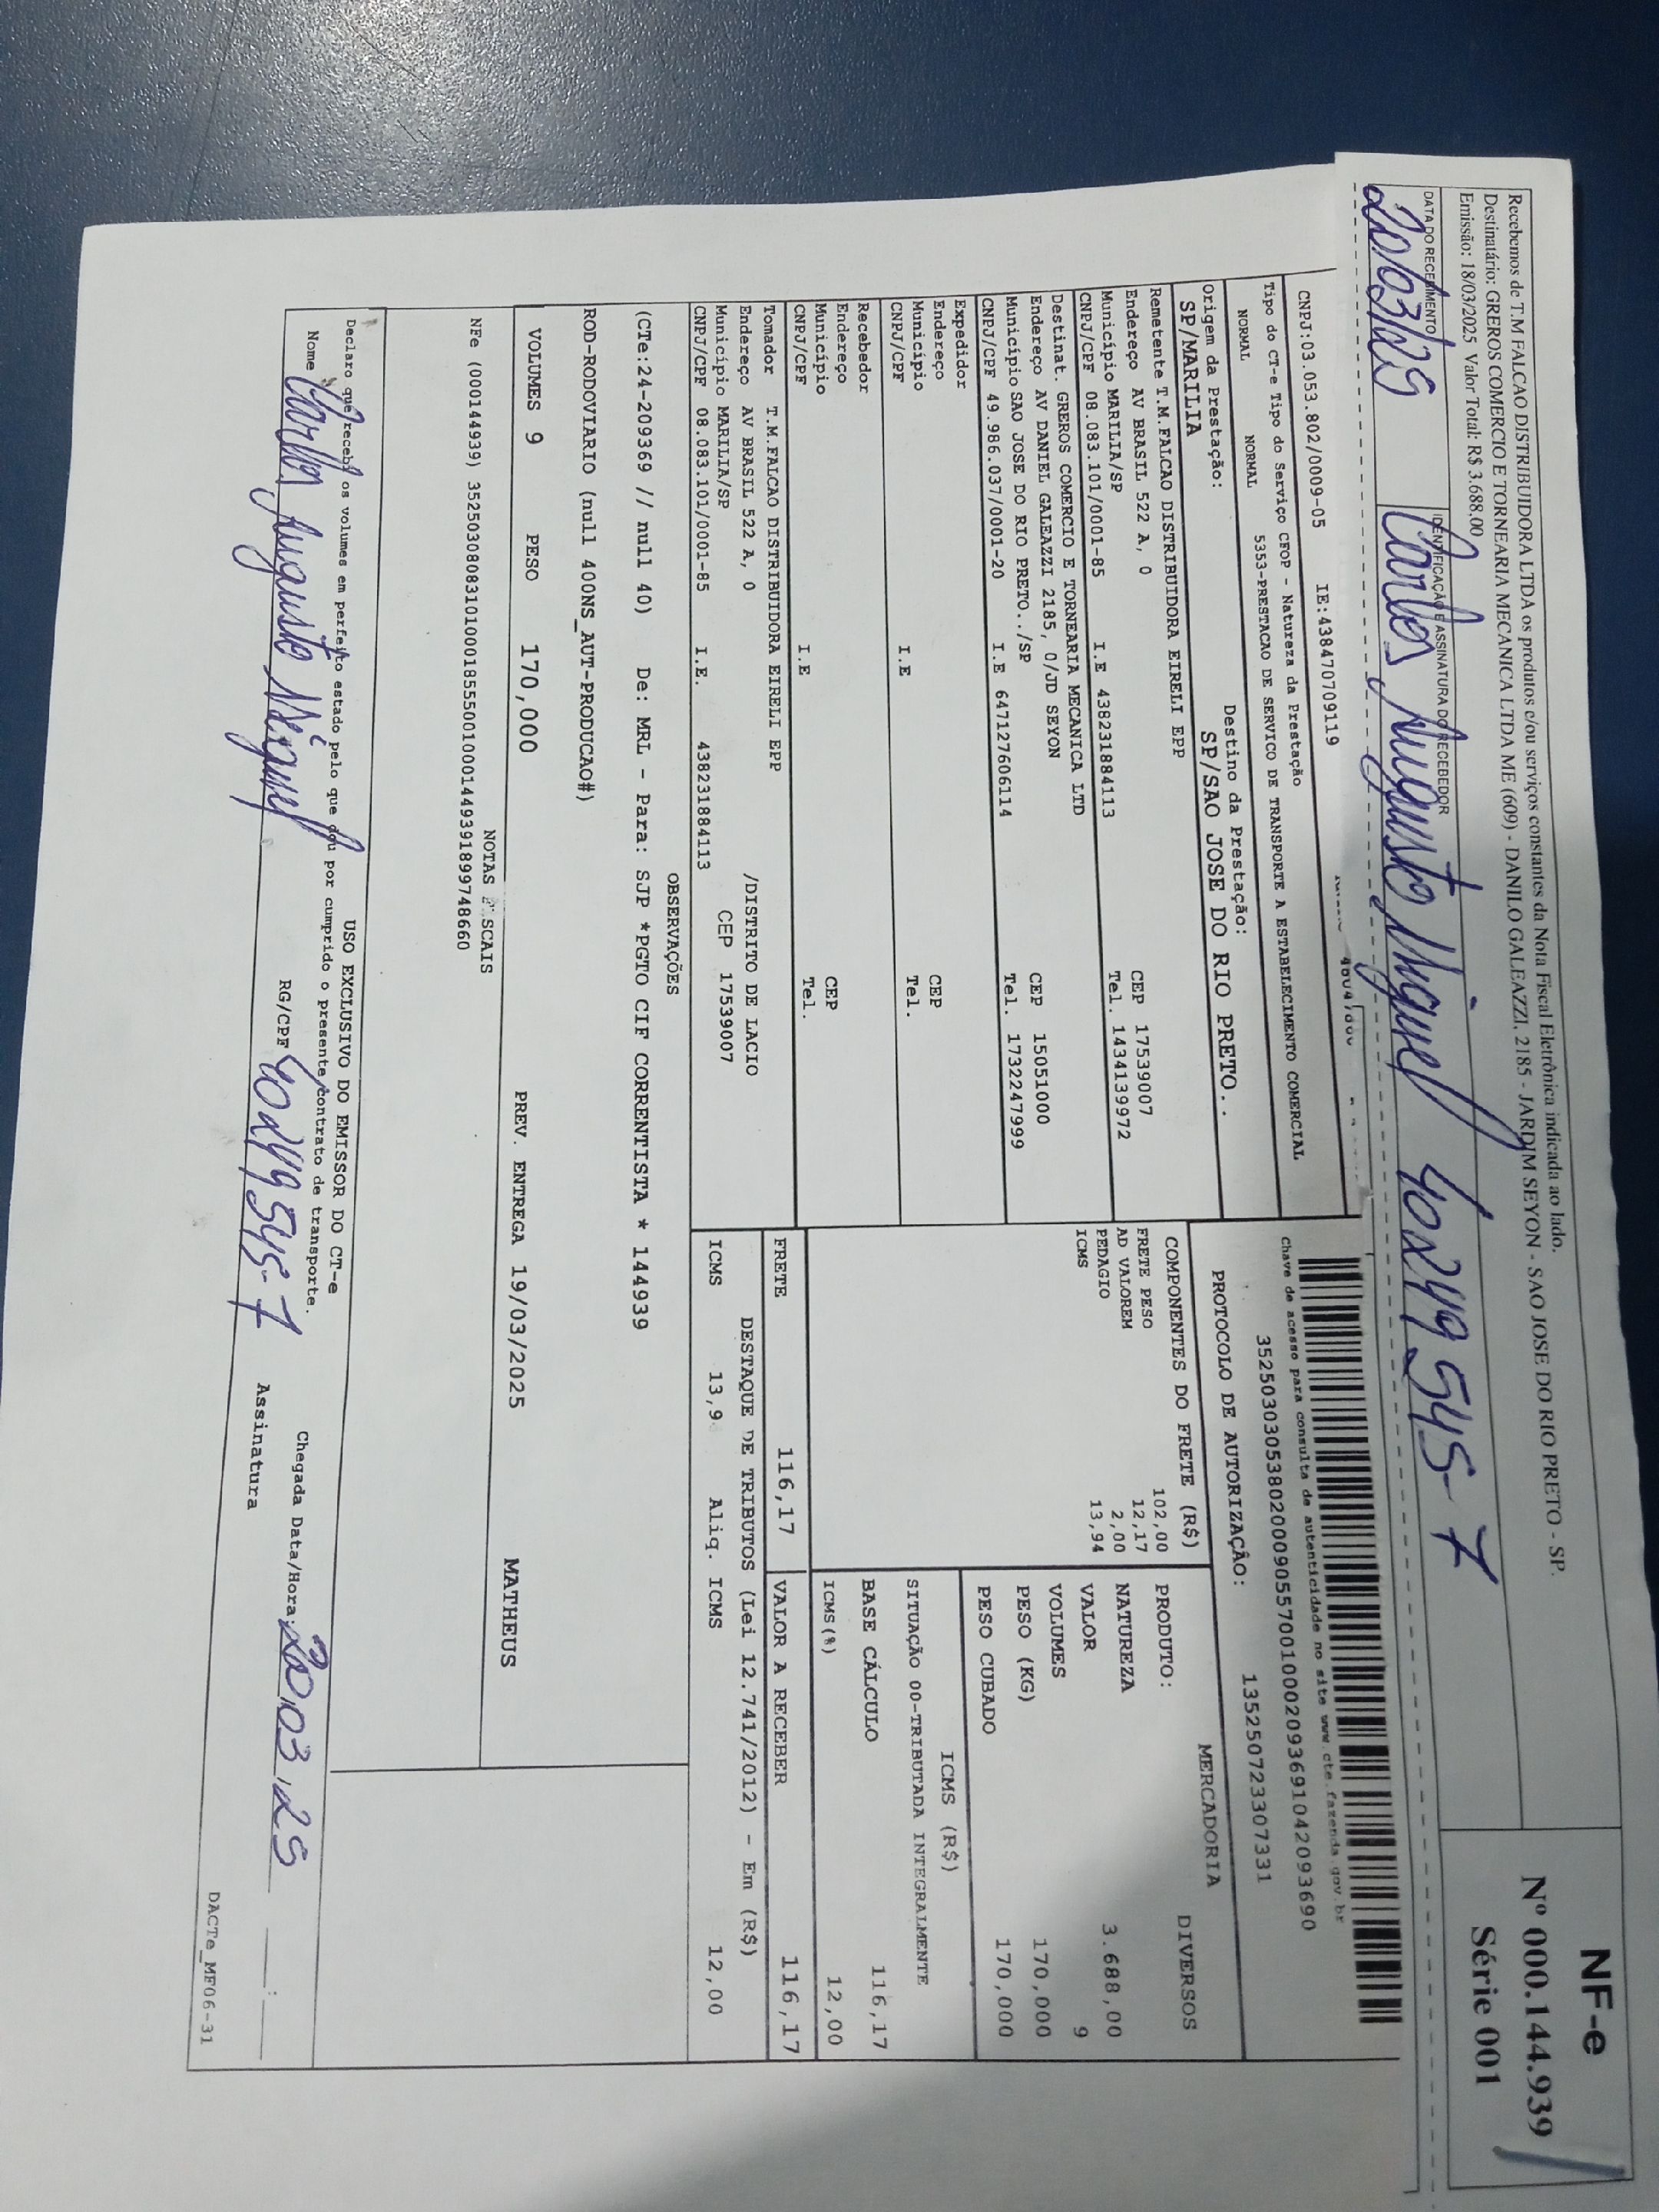 Recebemos de T.M FALCAO DISTRIBUIDORA LTDA os produtos e/ou serviços constantes da Nota Fiscal Eletrônica indicada ao lado.
Destinatário: GREROS COMERCIO E TORNEARIA MECANICA LTDA ME (609) - DANILO GALEAZZI, 2185 - JARDIM SEYON - SAO JOSE DO RIO PRETO - SP.
Emissão: 18/03/2025 Valor Total: R$ 3.688,00
NF-e
Nº 000.144.939
Série 001
DATA DO RECEBIMENTO
20/03/25
IDENTIFICAÇÃO E ASSINATURA DO RECEBEDOR
Carlos Augusto Miguel 40249545-7
CNPJ:03.053.802/0009-05 IE:438470709119
Tipo do CT-e Tipo do Serviço CFOP - Natureza da Prestação
NORMAL NORMAL 5353-PRESTACAO DE SERVICO DE TRANSPORTE A ESTABELECIMENTO COMERCIAL
Origem da Prestação: Destino da Prestação:
SP/MARILIA SP/SAO JOSE DO RIO PRETO..
Chave de acesso para consulta de autenticidade no site www.cte.fazenda.gov.br
35250303053802000905570010002093691042093690
PROTOCOLO DE AUTORIZAÇÃO: 135250723307331
Remetente T.M.FALCAO DISTRIBUIDORA EIRELI EPP
Endereço AV BRASIL 522 A, 0 CEP 17539007
Município MARILIA/SP Tel. 1434139972
CNPJ/CPF 08.083.101/0001-85 I.E 438231884113
Destinat. GREROS COMERCIO E TORNEARIA MECANICA LTD
Endereço AV DANIEL GALEAZZI 2185, 0/JD SEYON CEP 15051000
Município SAO JOSE DO RIO PRETO../SP Tel. 1732247999
CNPJ/CPF 49.986.037/0001-20 I.E 647127606114
Expedidor
Endereço CEP
Município Tel.
CNPJ/CPF I.E
Recebedor
Endereço CEP
Município Tel.
CNPJ/CPF I.E
Tomador T.M.FALCAO DISTRIBUIDORA EIRELI EPP
Endereço AV BRASIL 522 A, 0 /DISTRITO DE LACIO
Município MARILIA/SP CEP 17539007
CNPJ/CPF 08.083.101/0001-85 I.E. 438231884113
COMPONENTES DO FRETE (R$)
FRETE PESO 102,00
AD VALOREM 12,17
PEDAGIO 2,00
ICMS 13,94
MERCADORIA
PRODUTO: DIVERSOS
NATUREZA
VALOR 3.688,00
VOLUMES 9
PESO (KG) 170,000
PESO CUBADO 170,000
ICMS (R$)
SITUAÇÃO 00-TRIBUTADA INTEGRALMENTE
BASE CÁLCULO 116,17
ICMS(%) 12,00
FRETE 116,17 VALOR A RECEBER 116,17
DESTAQUE DE TRIBUTOS (Lei 12.741/2012) - Em (R$)
ICMS 13,9 Aliq. ICMS 12,00
OBSERVAÇÕES
(CTe:24-209369 // null 40) De: MRL - Para: SJP *PGTO CIF CORRENTISTA * 144939
ROD-RODOVIARIO (null 400NS_AUT-PRODUCAO#)
VOLUMES 9 PESO 170,000 PREV. ENTREGA 19/03/2025 MATHEUS
NOTAS FISCAIS
NFe (000144939) 35250308083101000185550010001449391899748660
USO EXCLUSIVO DO EMISSOR DO CT-e
Declaro que recebi os volumes em perfeito estado pelo que dou por cumprido o presente contrato de transporte.
Nome Carlos Augusto Miguel RG/CPF 40249545-7 Chegada Data/Hora: 20.03.25 __:__
Assinatura
DACTe_MF06-31